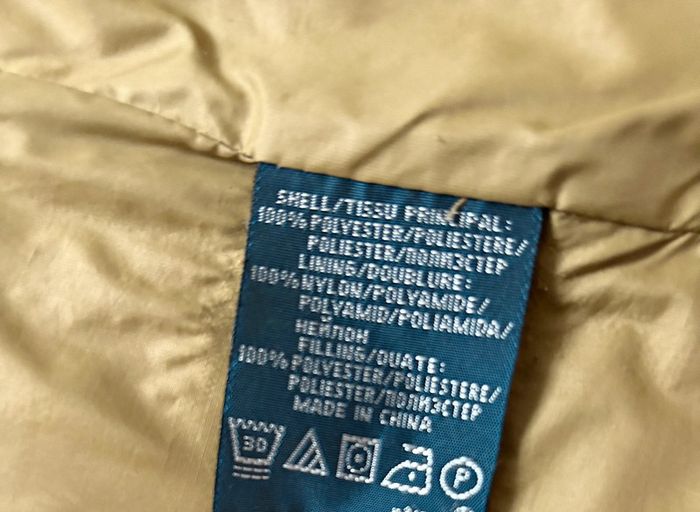 SHELL/TISSU PRINCIPAL:
100% POLYESTER/POLIESTERE/
POLIESTER/ПОЛИЭСТЕР
LINING/DOUBLURE:
100% NYLON/POLYAMIDE/
POLYAMID/POLIAMIDA/
НЕЙЛОН
FILLING/OUATE:
100% POLYESTER/POLIESTERE/
POLIESTER/ПОЛИЭСТЕР
MADE IN CHINA
30
P